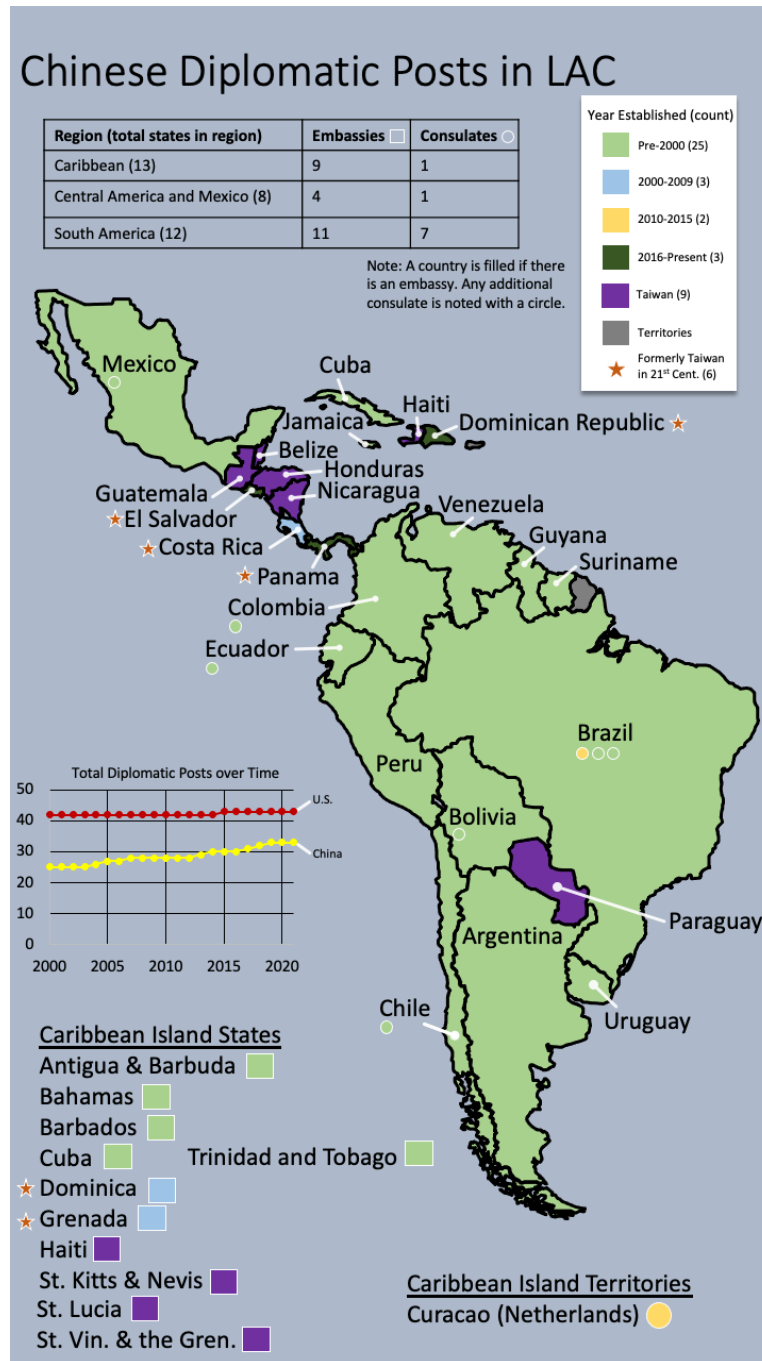 Chinese Diplomatic Posts in LAC
Region (total states in region) Embassies Consulates
Caribbean (13) 9 1
Central America and Mexico (8) 4 1
South America (12) 11 7
Year Established (count)
Pre-2000 (25)
2000-2009 (3)
2010-2015 (2)
2016-Present (3)
Taiwan (9)
Territories
Formerly Taiwan
in 21st Cent. (6)
Note: A country is filled if there
is an embassy. Any additional
consulate is noted with a circle.
Mexico
Cuba
Jamaica
Haiti
Dominican Republic
Belize
Honduras
Guatemala
Nicaragua
El Salvador
Costa Rica
Panama
Venezuela
Guyana
Suriname
Colombia
Ecuador
Brazil
Peru
Bolivia
Paraguay
Argentina
Chile
Uruguay
Total Diplomatic Posts over Time
50
40
30
20
10
0
U.S.
China
2000 2005 2010 2015 2020
Caribbean Island States
Antigua & Barbuda
Bahamas
Barbados
Cuba
Trinidad and Tobago
Dominica
Grenada
Haiti
St. Kitts & Nevis
St. Lucia
St. Vin. & the Gren.
Caribbean Island Territories
Curacao (Netherlands)